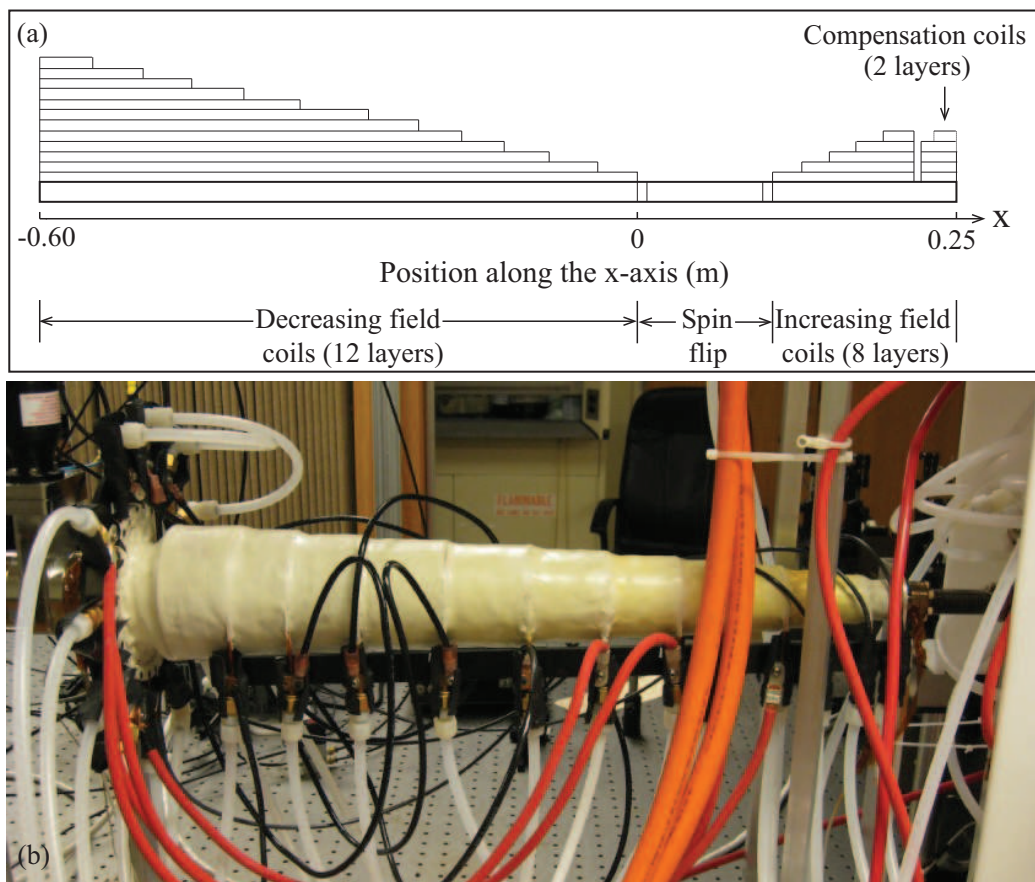 (a)
Compensation coils
(2 layers)
x
-0.60
0
0.25
Position along the x-axis (m)
Decreasing field
coils (12 layers)
Spin
flip
Increasing field
coils (8 layers)
FLAMMABLE
(b)